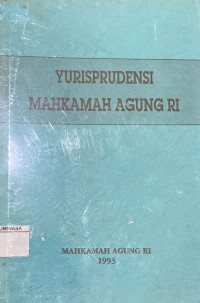 YURISPRUDENSI
MAHKAMAH AGUNG RI
MAHKAMAH AGUNG RI
1993